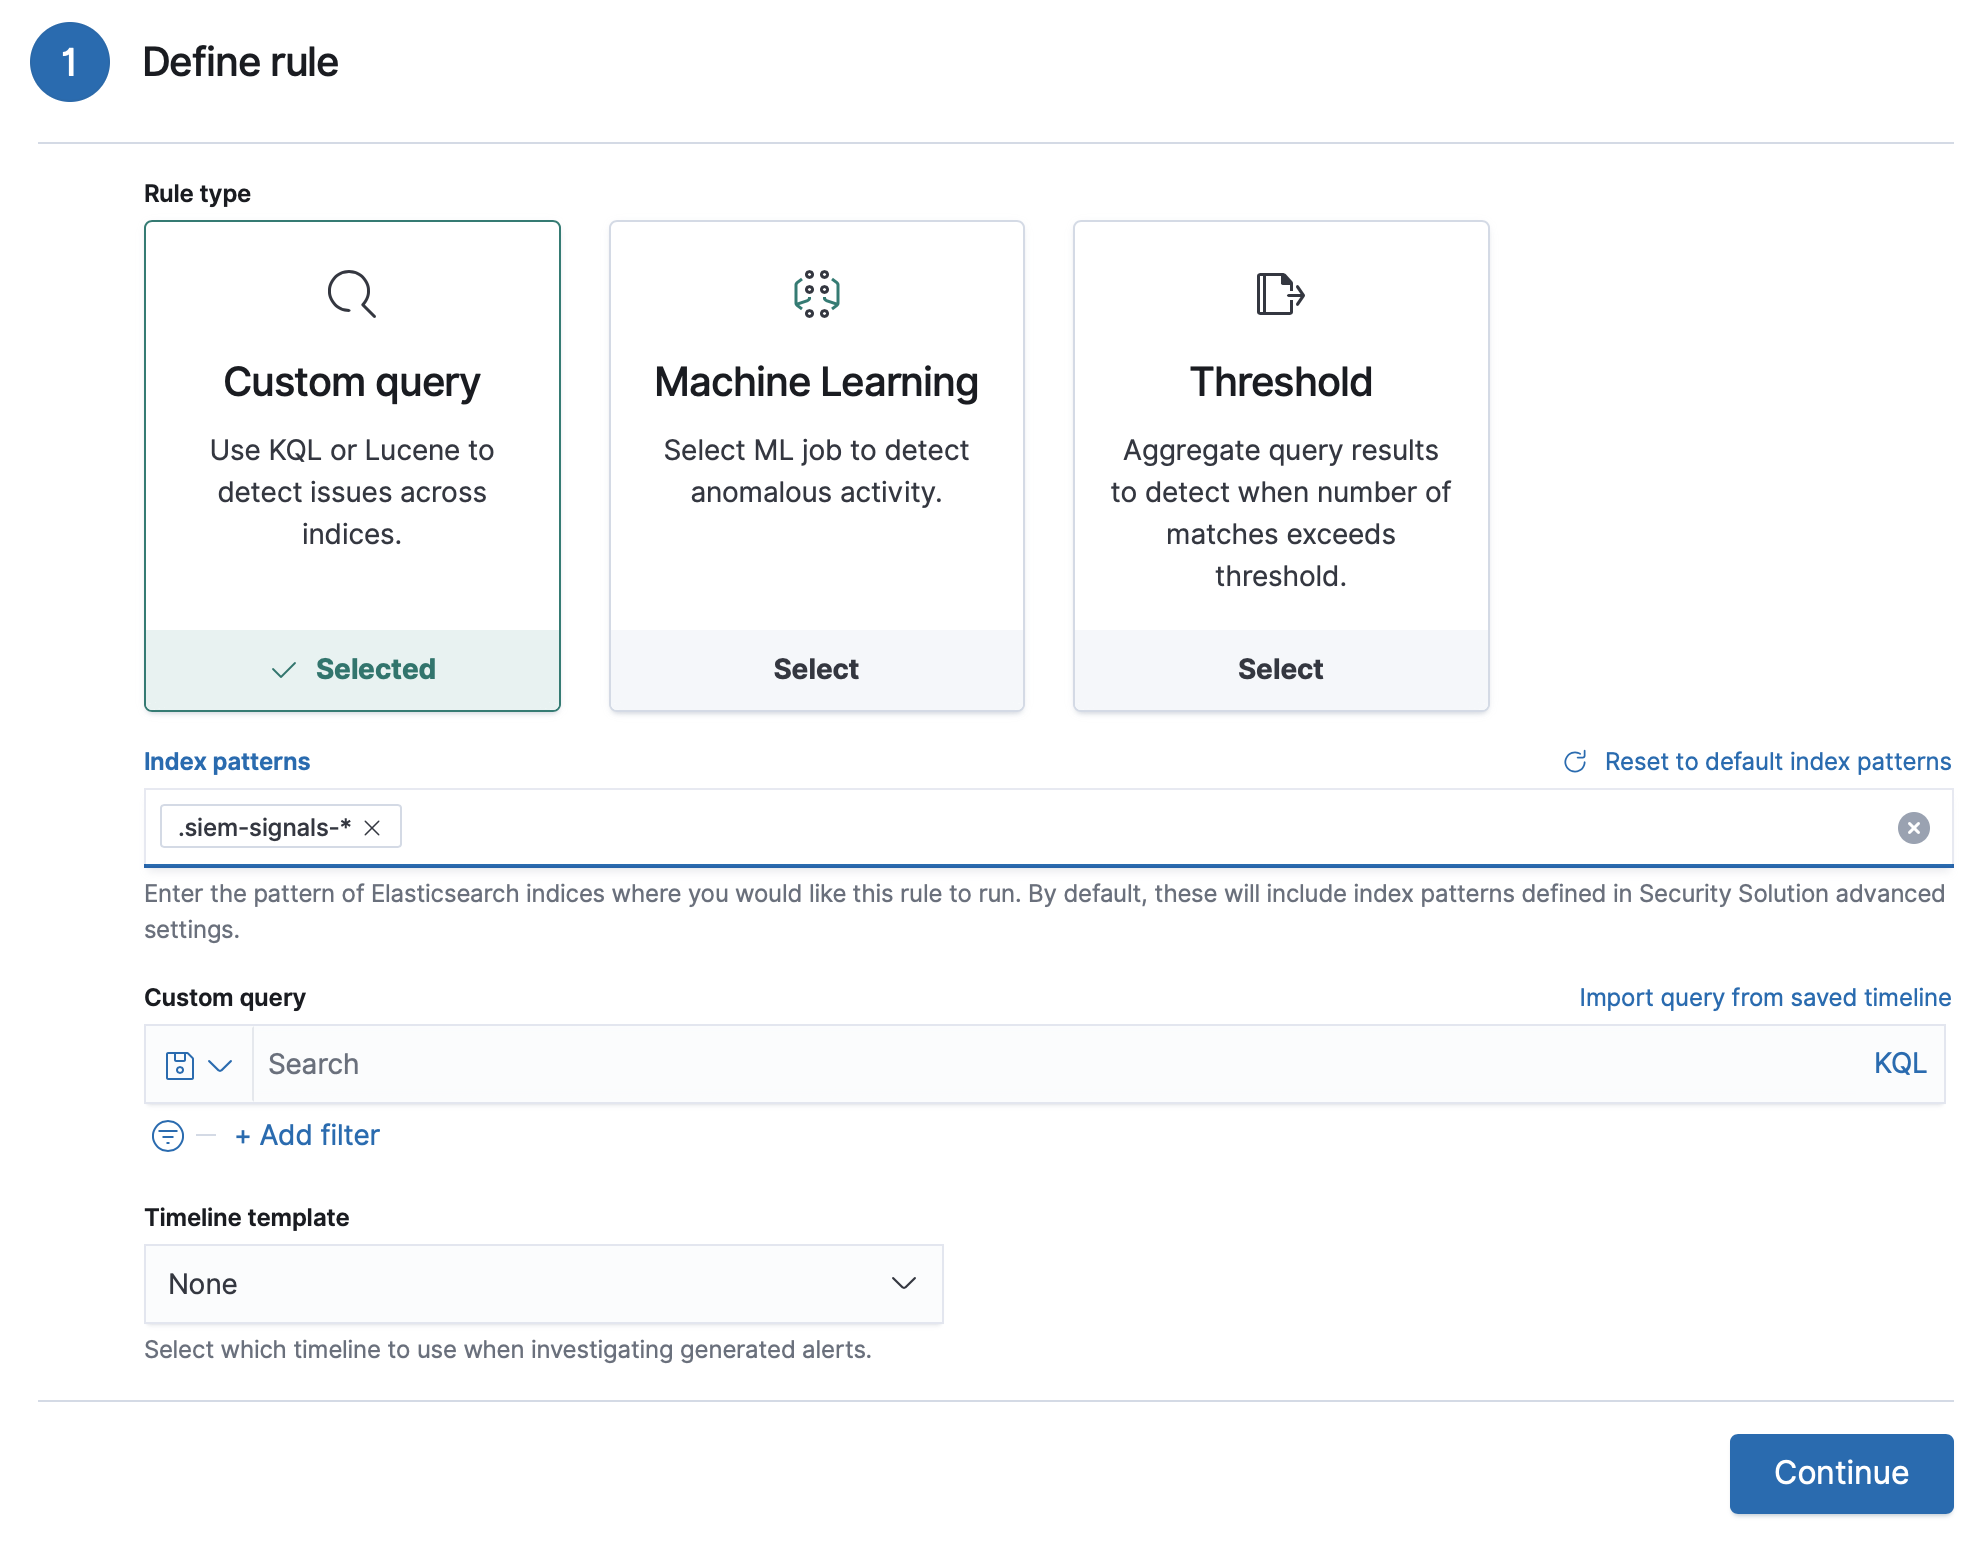 1
Define rule
Rule type
Custom query
Use KQL or Lucene to
detect issues across
indices.
Selected
Machine Learning
Select ML job to detect
anomalous activity.
Select
Threshold
Aggregate query results
to detect when number of
matches exceeds
threshold.
Select
Index patterns
Reset to default index patterns
.siem-signals-*
Enter the pattern of Elasticsearch indices where you would like this rule to run. By default, these will include index patterns defined in Security Solution advanced
settings.
Custom query
Import query from saved timeline
Search
KQL
+ Add filter
Timeline template
None
Select which timeline to use when investigating generated alerts.
Continue